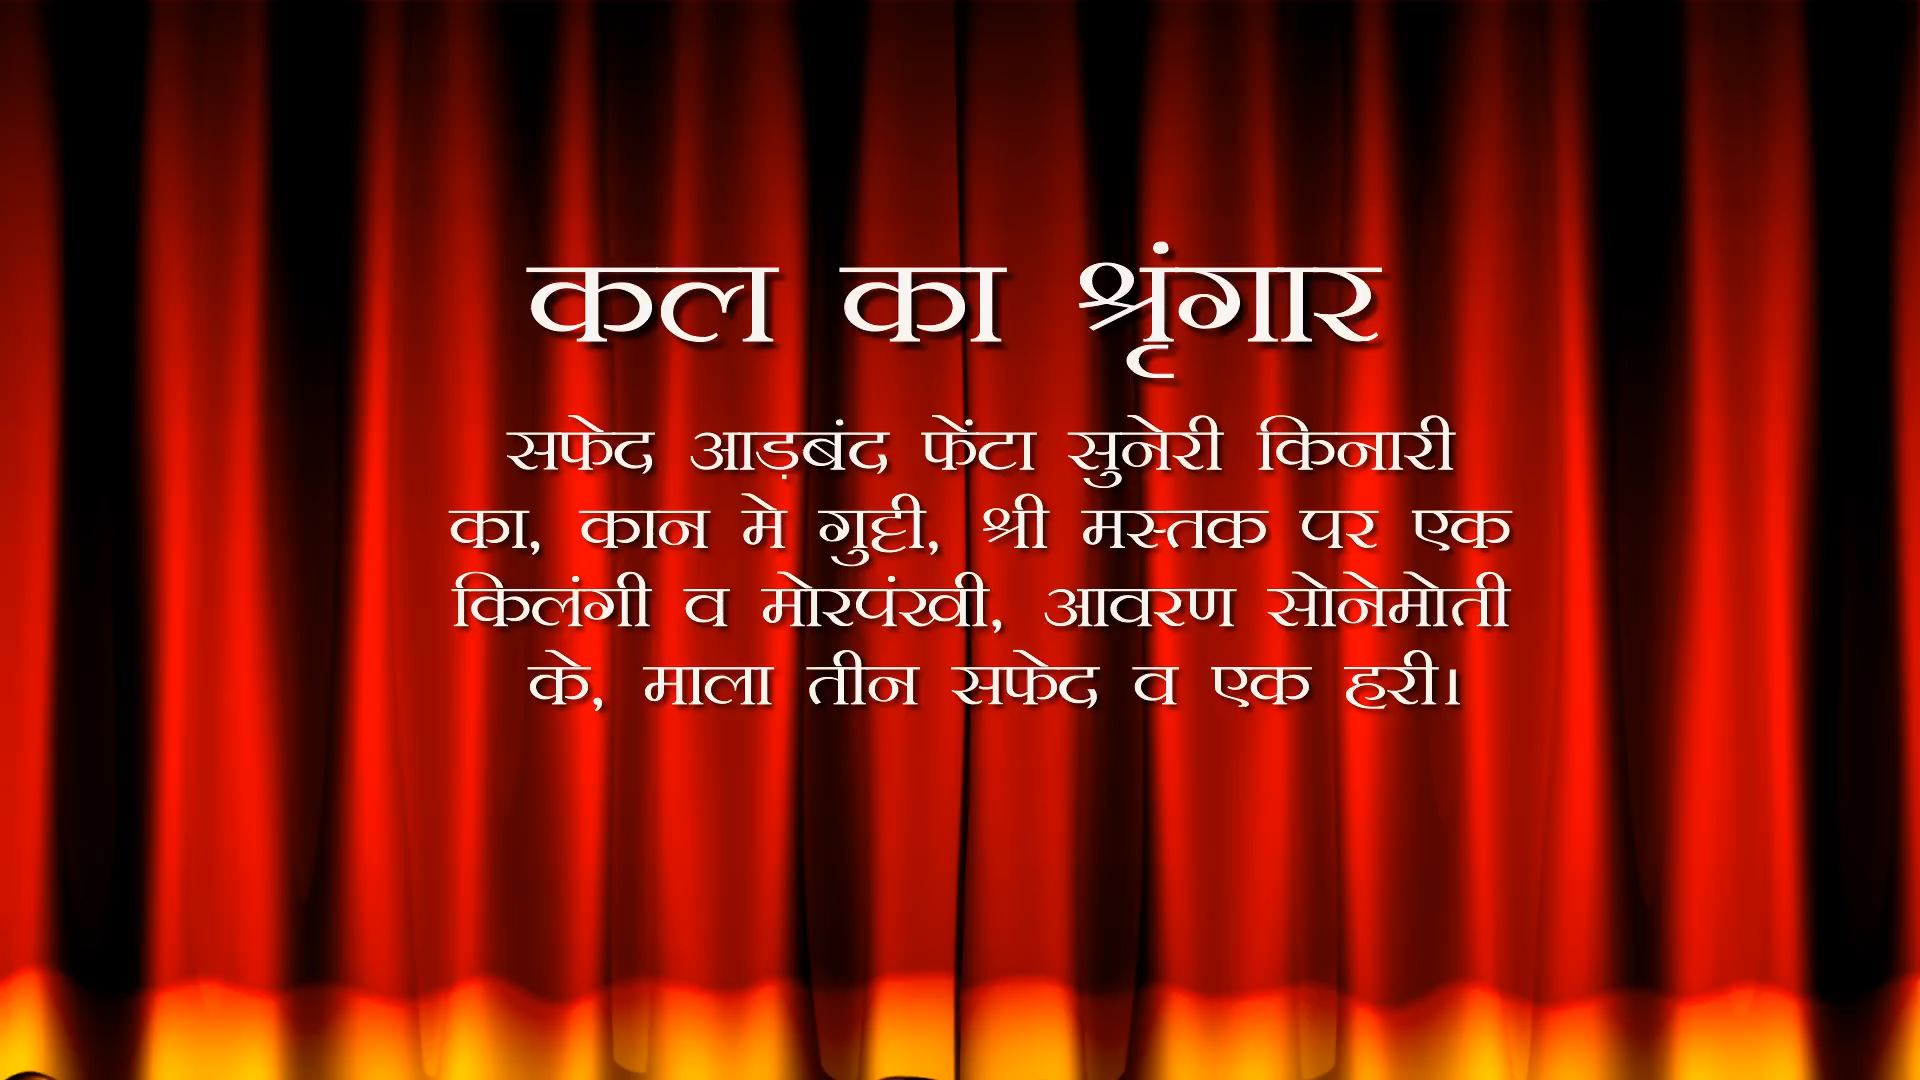 कल का श्रृंगार
सफेद आड़बंद फेंटा सुनेरी किनारी
का, कान मे गुट्टी, श्री मस्तक पर एक
किलंगी व मोरपंखी, आवरण सोनेमोती
के, माला तीन सफेद व एक हरी।